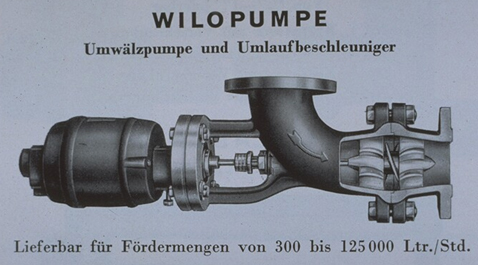 WILOPUMPE
Umwälzpumpe und Umlaufbeschleuniger
Lieferbar für Fördermengen von 300 bis 125000 Ltr./Std.